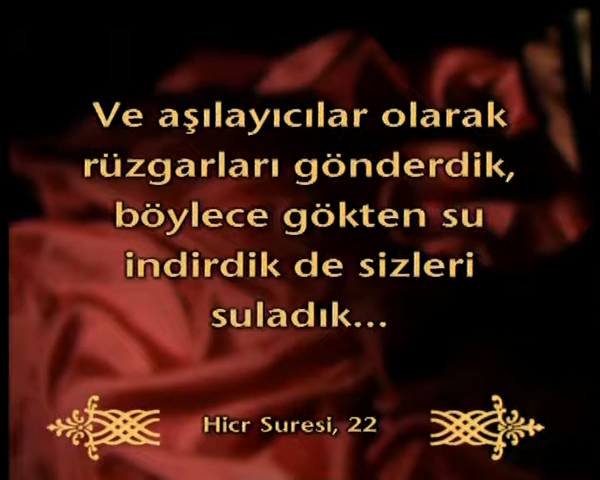 Ve aşılayıcılar olarak
rüzgarları gönderdik,
böylece gökten su
indirdik de sizleri
suladık...
Hicr Suresi, 22